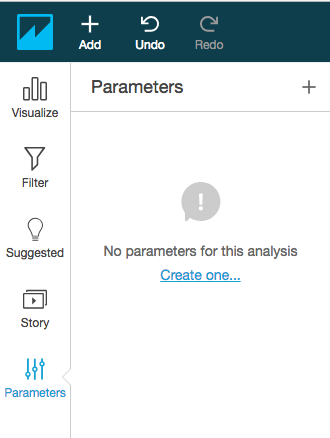 Add
Undo
Redo
Visualize
Filter
Suggested
Story
Parameters
Parameters
No parameters for this analysis
Create one...